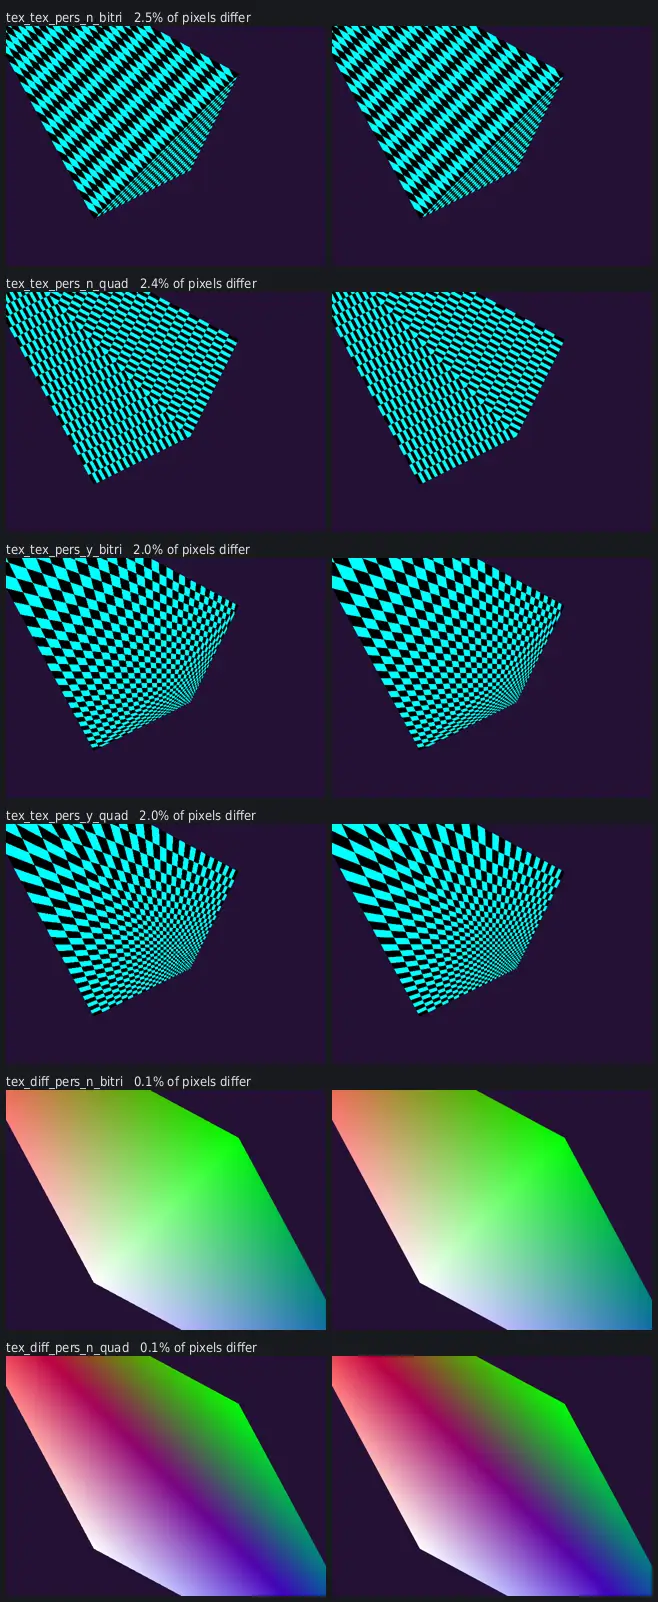 tex_tex_pers_n_bitri   2.5% of pixels differ
tex_tex_pers_n_quad   2.4% of pixels differ
tex_tex_pers_y_bitri   2.0% of pixels differ
tex_tex_pers_y_quad   2.0% of pixels differ
tex_diff_pers_n_bitri   0.1% of pixels differ
tex_diff_pers_n_quad   0.1% of pixels differ